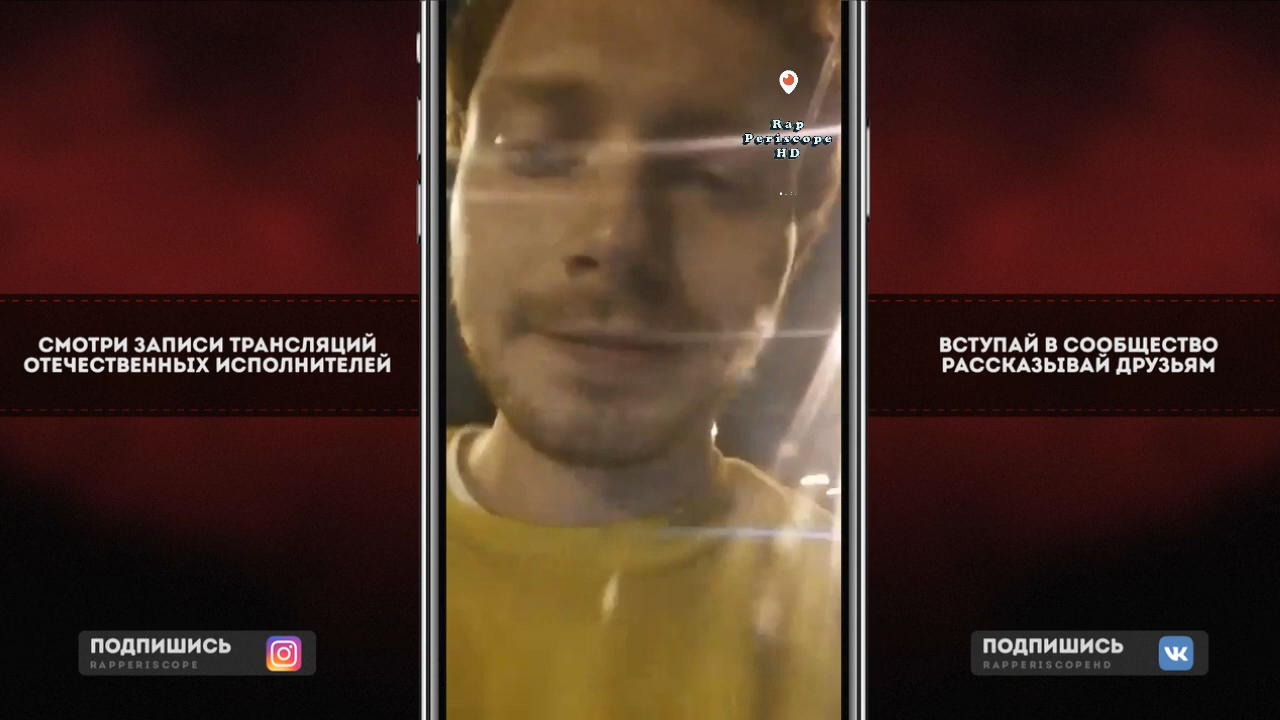 Rap
Periscope
HD
СМОТРИ ЗАПИСИ ТРАНСЛЯЦИЙ
ОТЕЧЕСТВЕННЫХ ИСПОЛНИТЕЛЕЙ
ВСТУПАЙ В СООБЩЕСТВО
РАССКАЗЫВАЙ ДРУЗЬЯМ
ПОДПИШИСЬ
RAPPERISCOPE
ПОДПИШИСЬ
RAPPERISCOPEHD